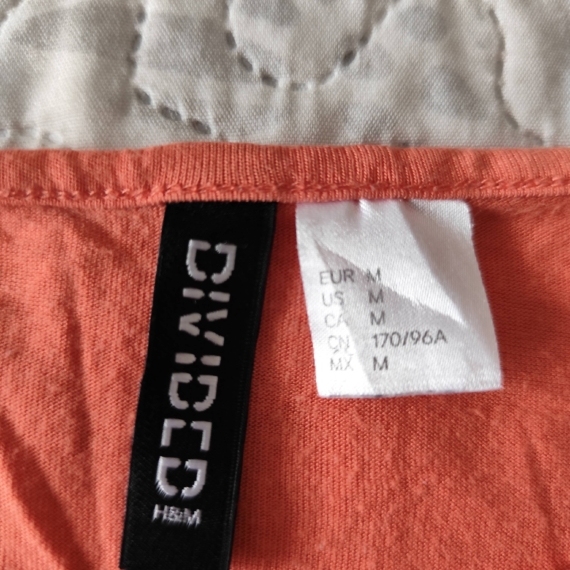 DIVIDED
H&M
EUR M
US M
CA M
CN 170/96A
MX M